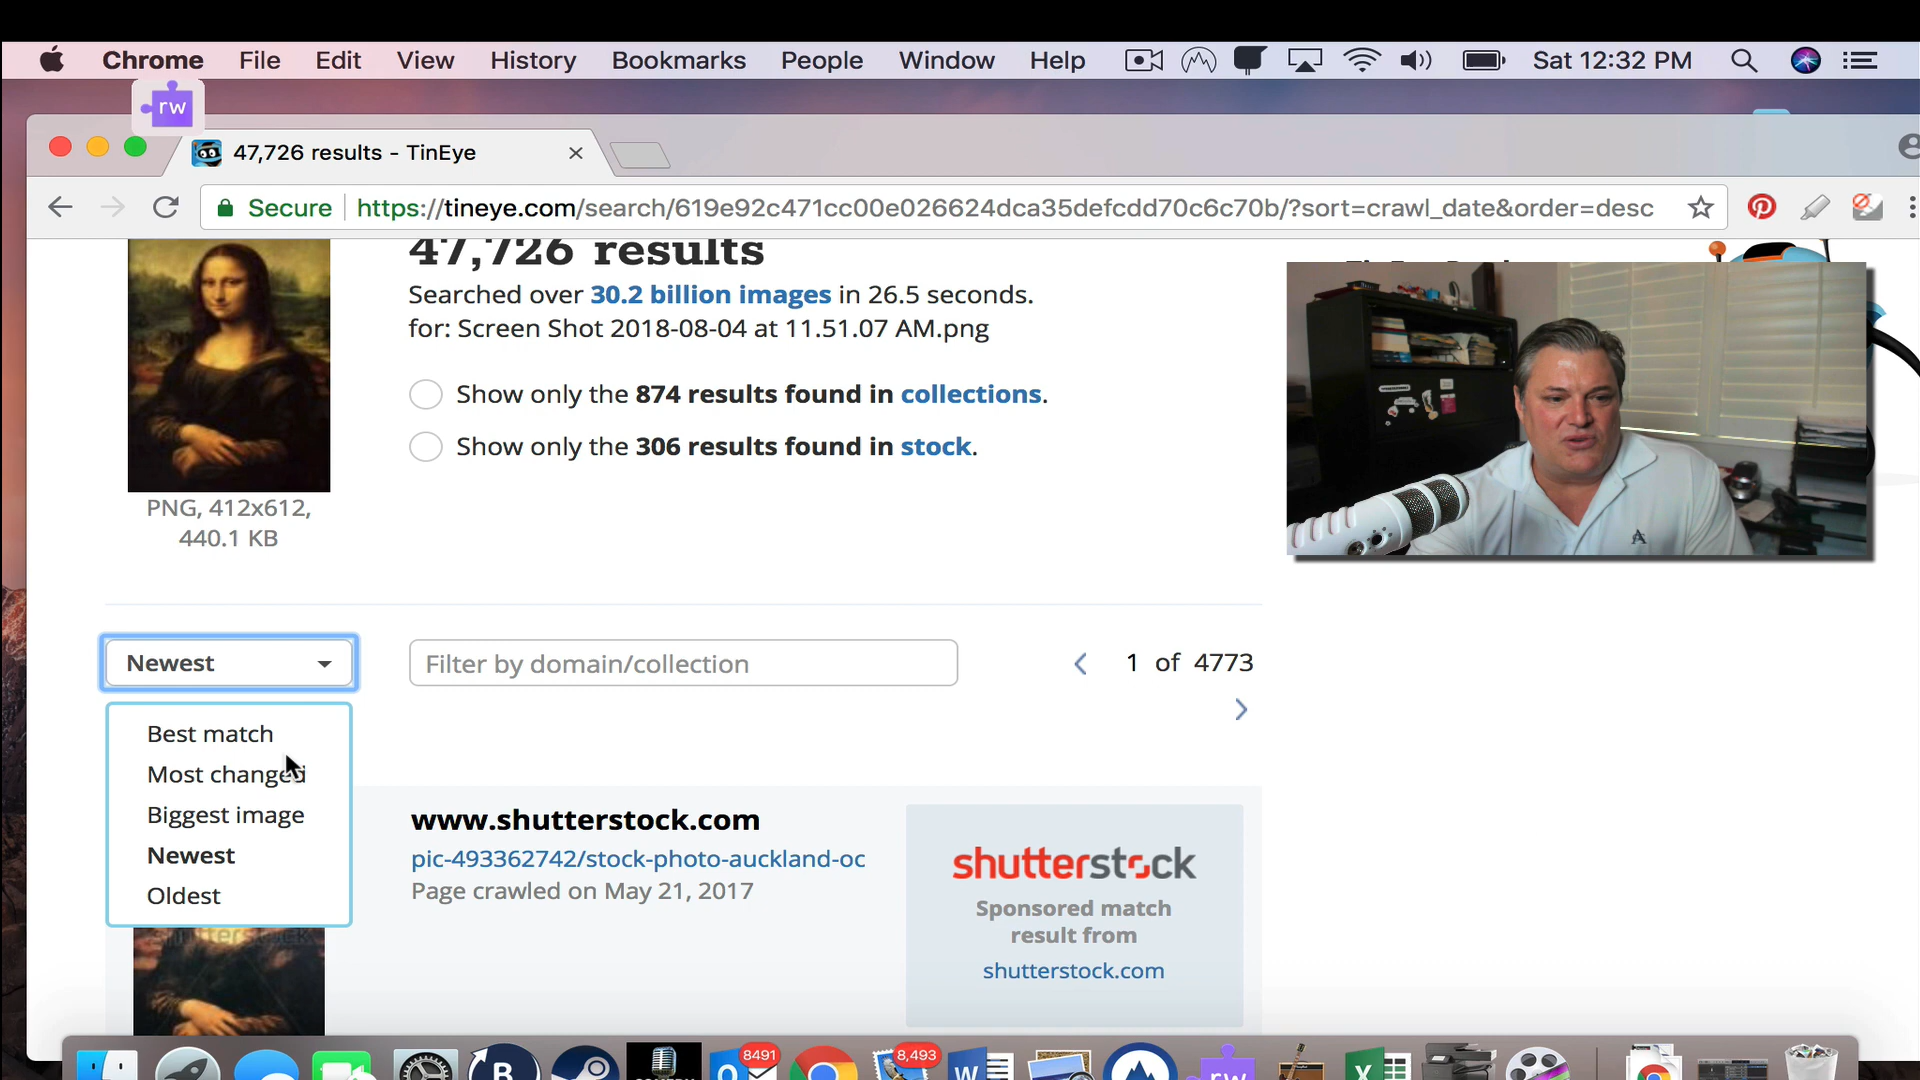 Chrome File Edit View History Bookmarks People Window Help Sat 12:32 PM
rw
47,726 results - TinEye
Secure https://tineye.com/search/619e92c471cc00e026624dca35defcdd70c6c70b/?sort=crawl_date&order=desc
47,726 results
Searched over 30.2 billion images in 26.5 seconds.
for: Screen Shot 2018-08-04 at 11.51.07 AM.png
Show only the 874 results found in collections.
Show only the 306 results found in stock.
PNG, 412x612,
440.1 KB
Newest
Filter by domain/collection
1 of 4773
Best match
Most changed
Biggest image
Newest
Oldest
www.shutterstock.com
pic-493362742/stock-photo-auckland-oc
Page crawled on May 21, 2017
shutterstock
Sponsored match
result from
shutterstock.com
shutterstock
8491
8,493
rw